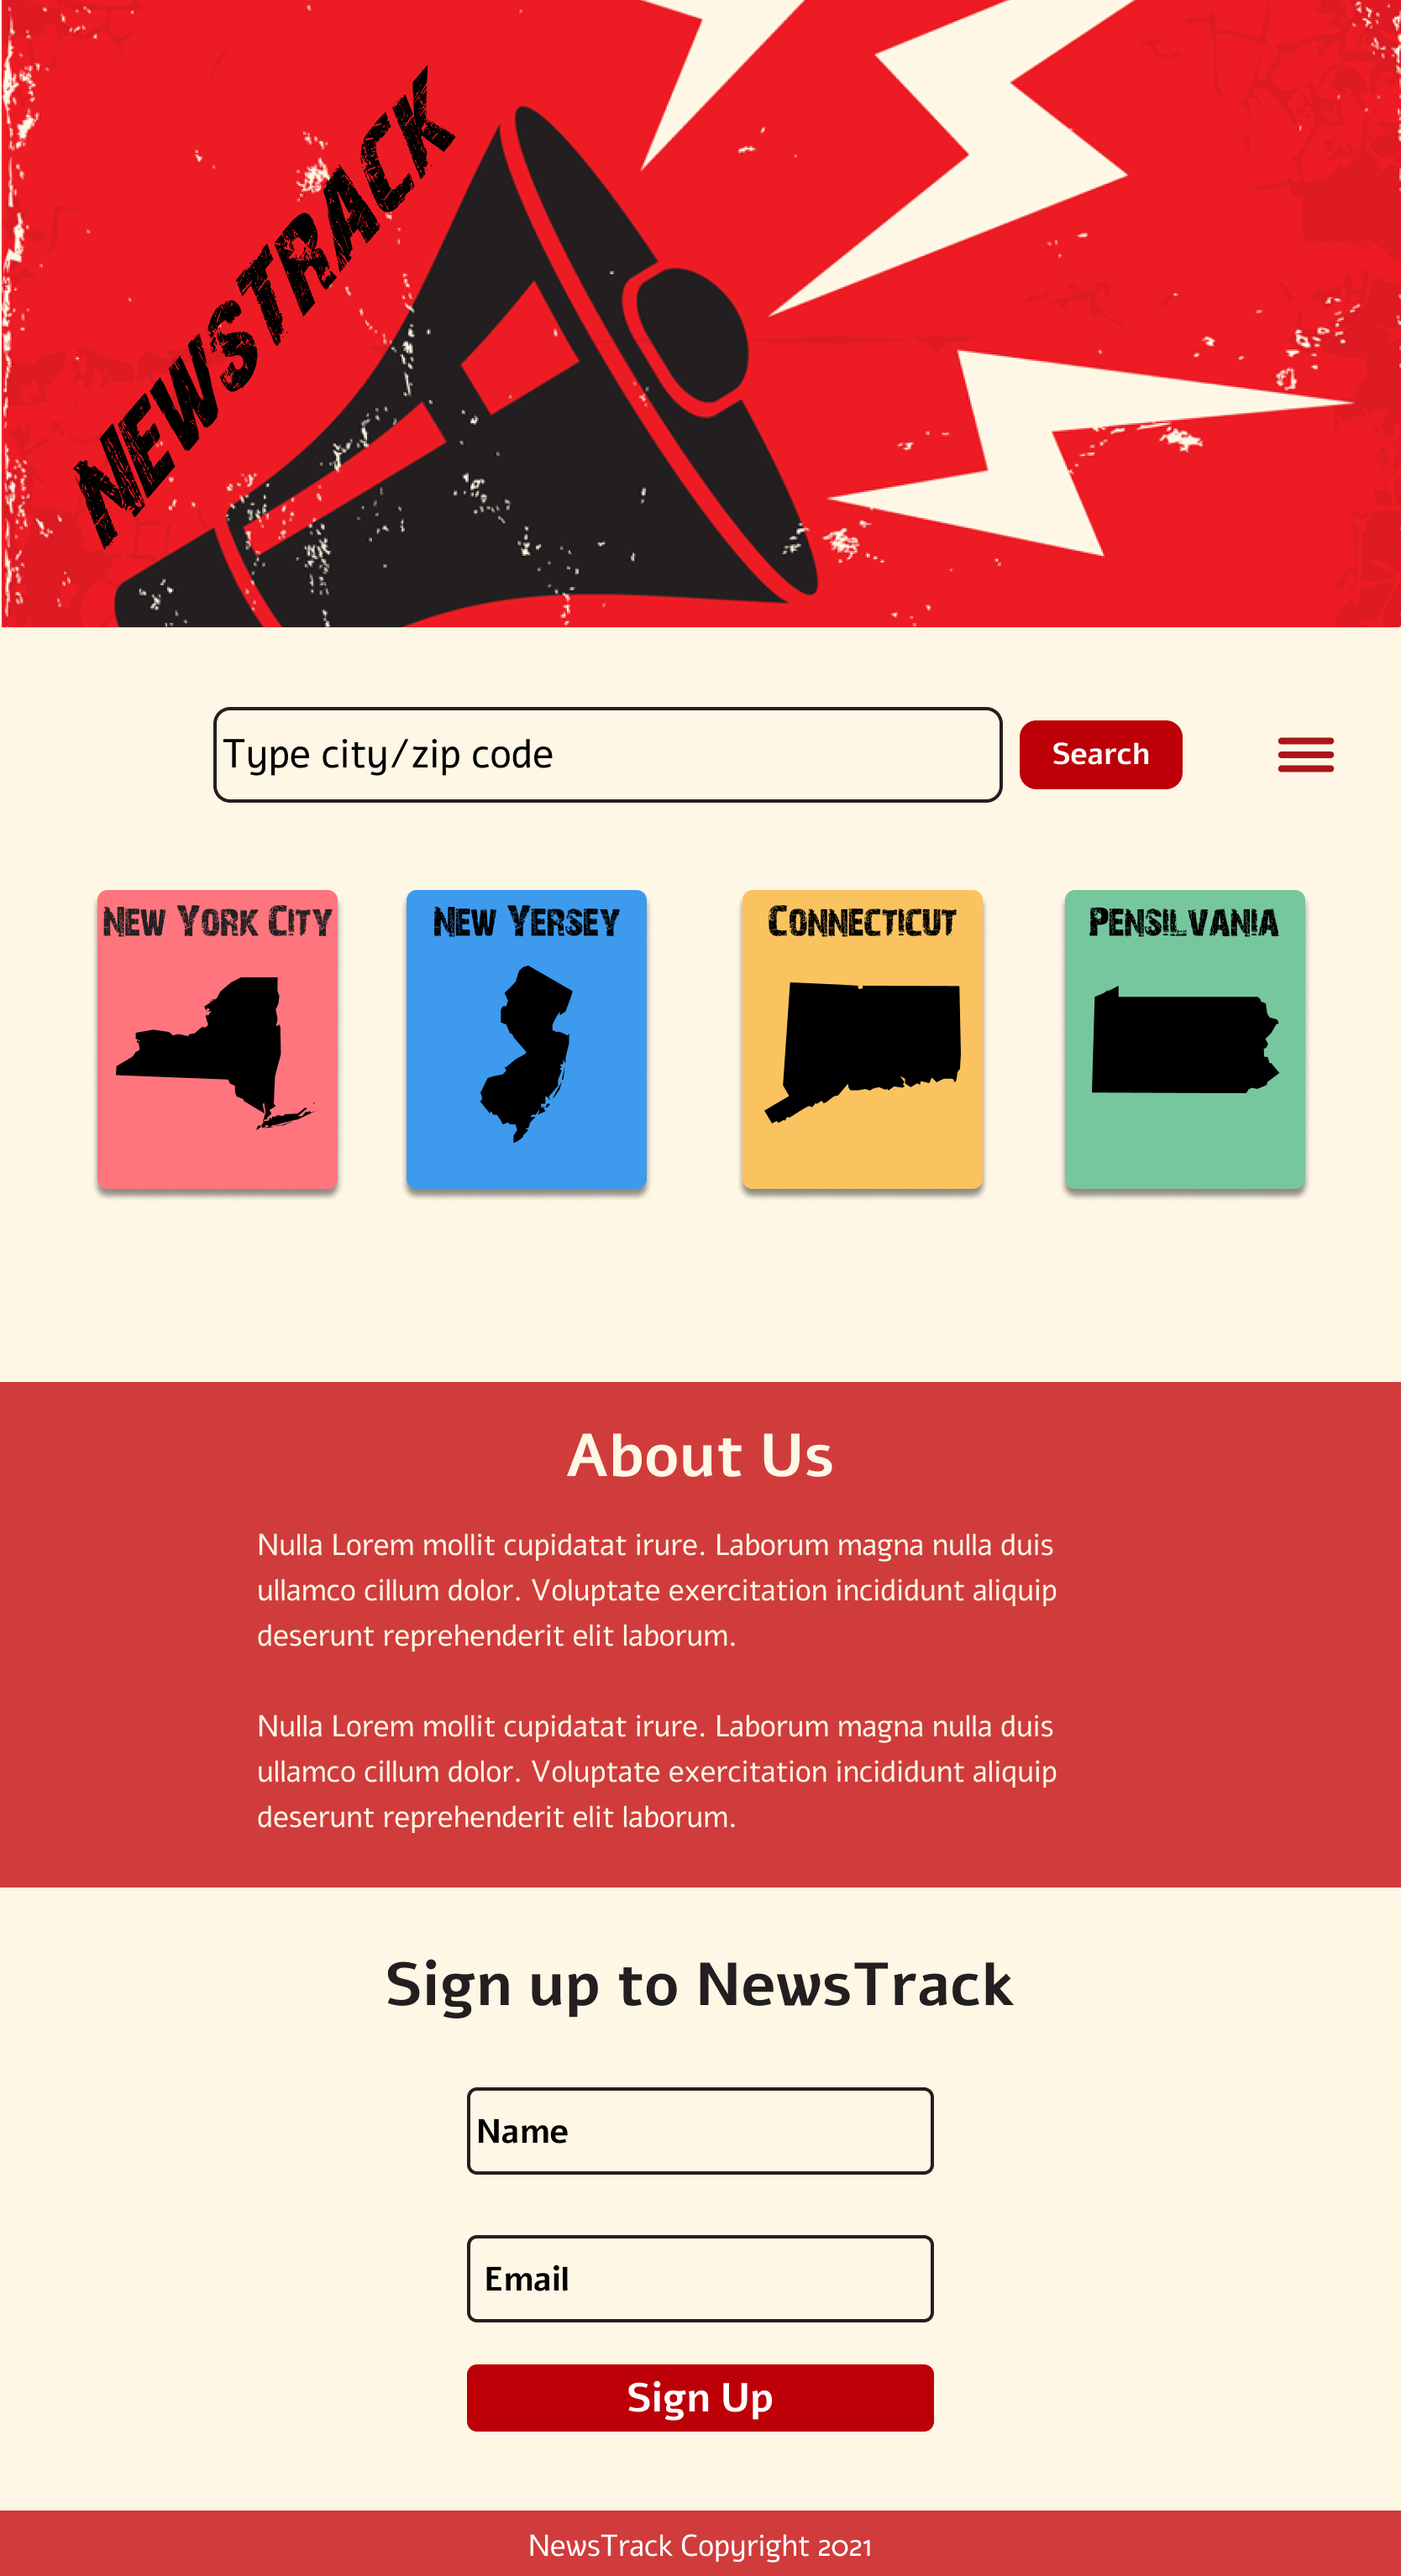 NEWSTRACK
Type city/zip code
Search
New York City
New Yersey
Connecticut
Pensilvania
About Us
Nulla Lorem mollit cupidatat irure. Laborum magna nulla duis
ullamco cillum dolor. Voluptate exercitation incididunt aliquip
deserunt reprehenderit elit laborum.
Nulla Lorem mollit cupidatat irure. Laborum magna nulla duis
ullamco cillum dolor. Voluptate exercitation incididunt aliquip
deserunt reprehenderit elit laborum.
Sign up to NewsTrack
Name
Email
Sign Up
NewsTrack Copyright 2021